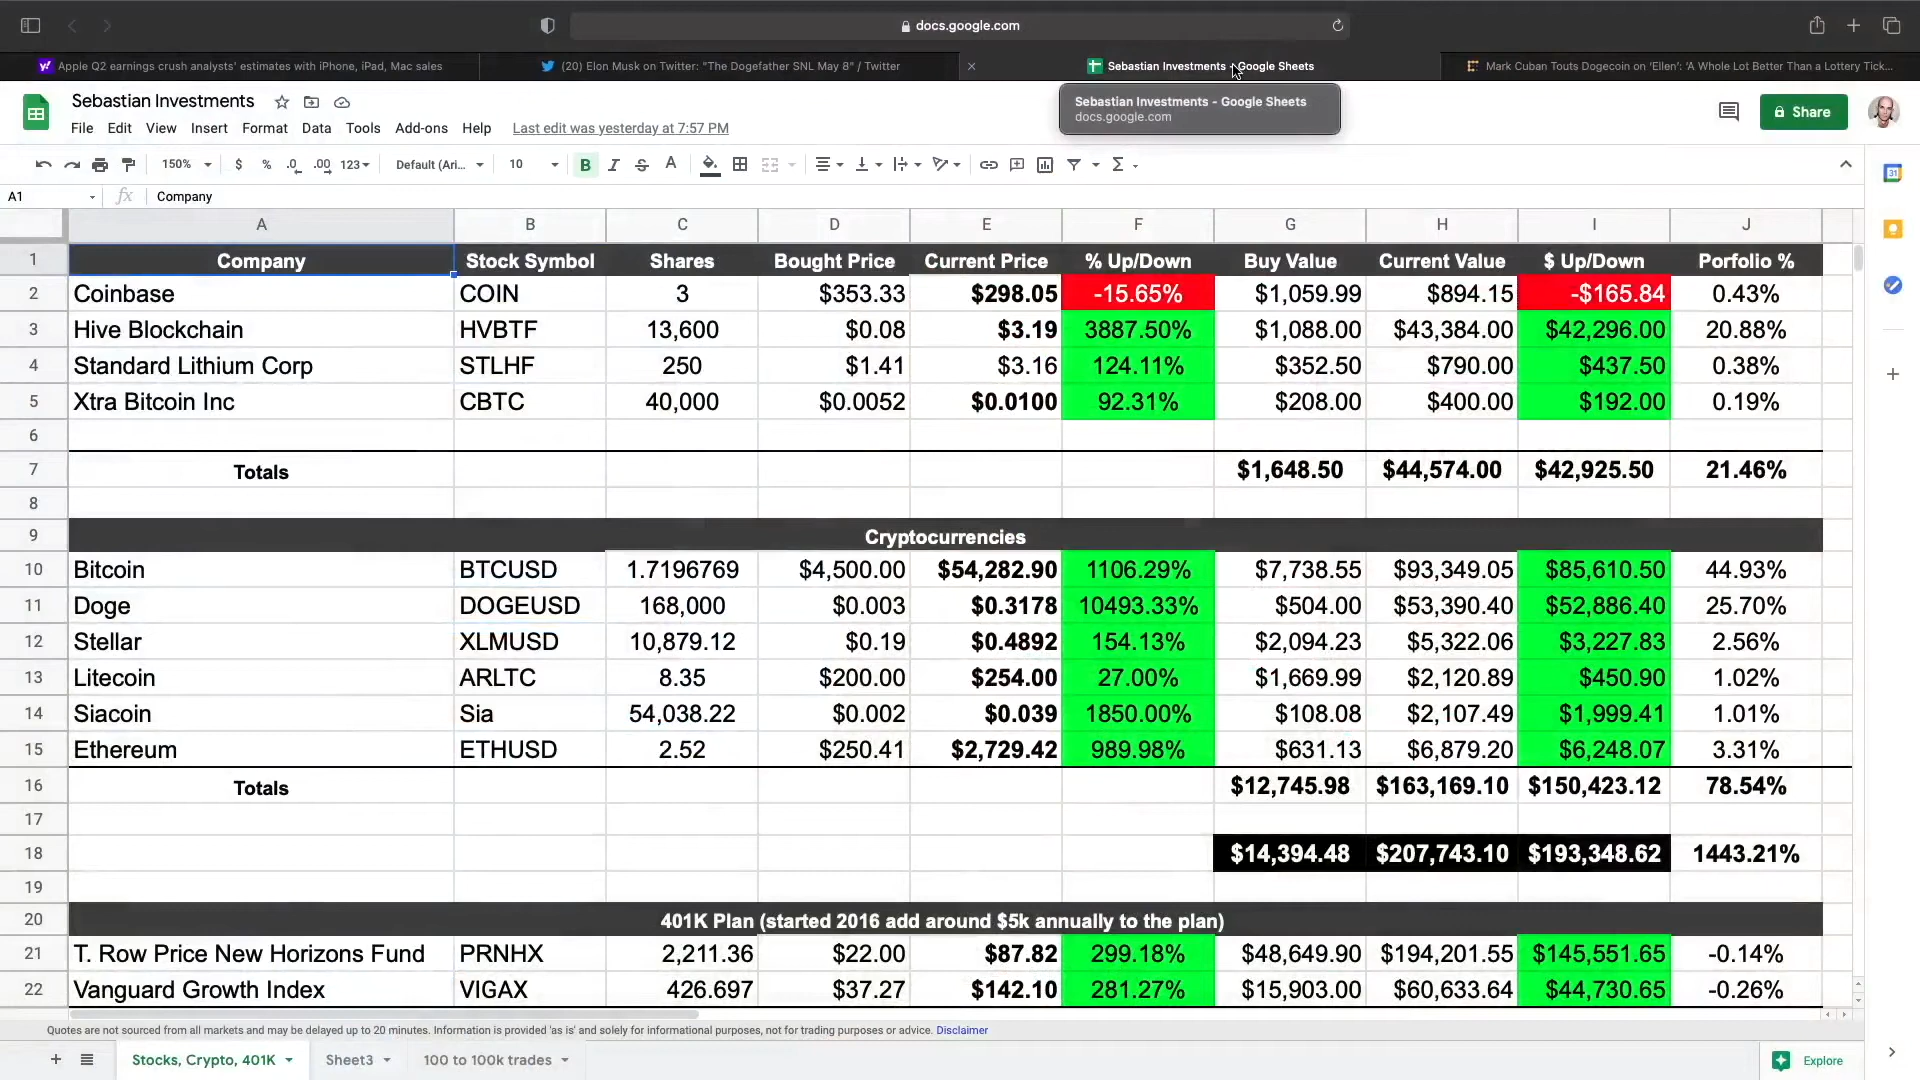 docs.google.com
Apple Q2 earnings crush analysts' estimates with iPhone, iPad, Mac sales
(20) Elon Musk on Twitter: "The Dogefather SNL May 8" / Twitter
Sebastian Investments - Google Sheets
Mark Cuban Touts Dogecoin on 'Ellen': 'A Whole Lot Better Than a Lottery Tick...
Sebastian Investments
Sebastian Investments - Google Sheets
docs.google.com
Share
File Edit View Insert Format Data Tools Add-ons Help Last edit was yesterday at 7:57 PM
150% $ % .0 .00 123 Default (Ari... 10 B I S A
A1 fx Company
A B C D E F G H I J
1 Company Stock Symbol Shares Bought Price Current Price % Up/Down Buy Value Current Value $ Up/Down Porfolio %
2 Coinbase COIN 3 $353.33 $298.05 -15.65% $1,059.99 $894.15 -$165.84 0.43%
3 Hive Blockchain HVBTF 13,600 $0.08 $3.19 3887.50% $1,088.00 $43,384.00 $42,296.00 20.88%
4 Standard Lithium Corp STLHF 250 $1.41 $3.16 124.11% $352.50 $790.00 $437.50 0.38%
5 Xtra Bitcoin Inc CBTC 40,000 $0.0052 $0.0100 92.31% $208.00 $400.00 $192.00 0.19%
6
7 Totals $1,648.50 $44,574.00 $42,925.50 21.46%
8
9 Cryptocurrencies
10 Bitcoin BTCUSD 1.7196769 $4,500.00 $54,282.90 1106.29% $7,738.55 $93,349.05 $85,610.50 44.93%
11 Doge DOGEUSD 168,000 $0.003 $0.3178 10493.33% $504.00 $53,390.40 $52,886.40 25.70%
12 Stellar XLMUSD 10,879.12 $0.19 $0.4892 154.13% $2,094.23 $5,322.06 $3,227.83 2.56%
13 Litecoin ARLTC 8.35 $200.00 $254.00 27.00% $1,669.99 $2,120.89 $450.90 1.02%
14 Siacoin Sia 54,038.22 $0.002 $0.039 1850.00% $108.08 $2,107.49 $1,999.41 1.01%
15 Ethereum ETHUSD 2.52 $250.41 $2,729.42 989.98% $631.13 $6,879.20 $6,248.07 3.31%
16 Totals $12,745.98 $163,169.10 $150,423.12 78.54%
17
18 $14,394.48 $207,743.10 $193,348.62 1443.21%
19
20 401K Plan (started 2016 add around $5k annually to the plan)
21 T. Row Price New Horizons Fund PRNHX 2,211.36 $22.00 $87.82 299.18% $48,649.90 $194,201.55 $145,551.65 -0.14%
22 Vanguard Growth Index VIGAX 426.697 $37.27 $142.10 281.27% $15,903.00 $60,633.64 $44,730.65 -0.26%
Quotes are not sourced from all markets and may be delayed up to 20 minutes. Information is provided 'as is' and solely for informational purposes, not for trading purposes or advice. Disclaimer
Stocks, Crypto, 401K Sheet3 100 to 100k trades Explore